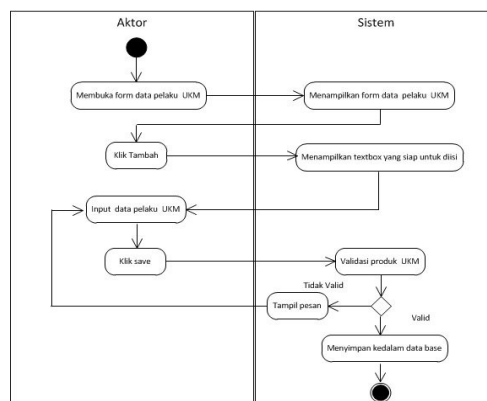 Aktor
Sistem
Membuka form data pelaku UKM
Menampilkan form data pelaku UKM
Klik Tambah
Menampilkan textbox yang siap untuk diisi
Input data pelaku UKM
Klik save
Validasi produk UKM
Tidak Valid
Tampil pesan
Valid
Menyimpan kedalam data base